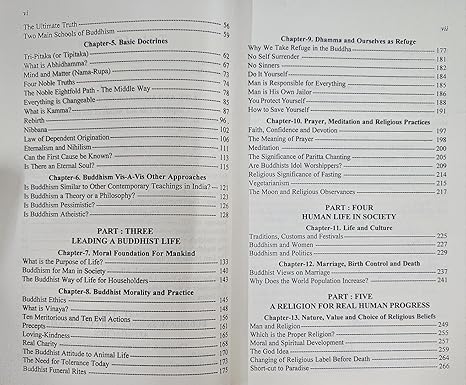 vi
The Ultimate Truth 56
Two Main Schools of Buddhism 59
Chapter-5. Basic Doctrines
Tri-Pitaka (or Tipitaka) 62
What is Abhidhamma? 67
Mind and Matter (Nama-Rupa) 73
Four Noble Truths 74
The Noble Eightfold Path - The Middle Way 78
Everything is Changeable 85
What is Kamma? 87
Rebirth 96
Nibbana 102
Law of Dependent Origination 106
Eternalism and Nihilism 111
Can the First Cause be Known? 113
Is There an Eternal Soul? 115
Chapter-6. Buddhism Vis-A-Vis Other Approaches
Is Buddhism Similar to Other Contemporary Teachings in India? 121
Is Buddhism a Theory or a Philosophy? 123
Is Buddhism Pessimistic? 126
Is Buddhism Atheistic? 128
PART : THREE
LEADING A BUDDHIST LIFE
Chapter-7. Moral Foundation For Mankind
What is the Purpose of Life? 133
Buddhism for Man in Society 140
The Buddhist Way of Life for Householders 143
Chapter-8. Buddhist Morality and Practice
Buddhist Ethics 145
What is Vinaya? 148
Ten Meritorious and Ten Evil Actions 156
Precepts 161
Loving-Kindness 165
Real Charity 168
The Buddhist Attitude to Animal Life 170
The Need for Tolerance Today 173
Buddhist Funeral Rites 175
vii
Chapter-9. Dhamma and Ourselves as Refuge
Why We Take Refuge in the Buddha 177
No Self Surrender 181
No Sinners 182
Do It Yourself 184
Man is Responsible for Everything 185
Man is His Own Jailer 186
You Protect Yourself 188
How to Save Yourself 191
Chapter-10. Prayer, Meditation and Religious Practices
Faith, Confidence and Devotion 197
The Meaning of Prayer 198
Meditation 200
The Significance of Paritta Chanting 205
Are Buddhists Idol Worshippers? 209
Religious Significance of Fasting 214
Vegetarianism 215
The Moon and Religious Observances 217
PART : FOUR
HUMAN LIFE IN SOCIETY
Chapter-11. Life and Culture
Traditions, Customs and Festivals 225
Buddhism and Women 227
Buddhism and Politics 229
Chapter-12. Marriage, Birth Control and Death
Buddhist Views on Marriage 237
Why Does the World Population Increase? 241
PART : FIVE
A RELIGION FOR REAL HUMAN PROGRESS
Chapter-13. Nature, Value and Choice of Religious Beliefs
Man and Religion 249
Which is the Proper Religion? 255
Moral and Spiritual Development 257
The God Idea 259
Changing of Religious Label Before Death 264
Short-cut to Paradise 266